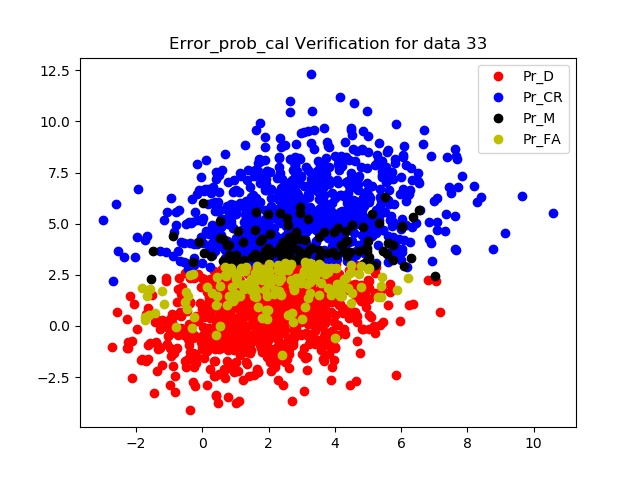 Error_prob_cal Verification for data 33
Pr_D
Pr_CR
Pr_M
Pr_FA
12.5
10.0
7.5
5.0
2.5
0.0
−2.5
−2 0 2 4 6 8 10